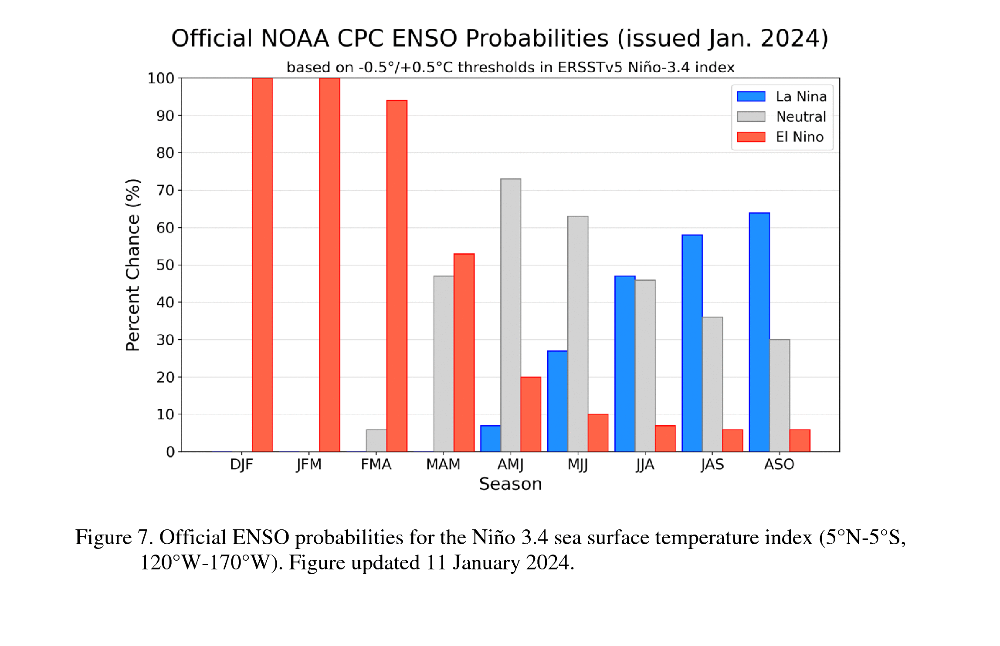 Official NOAA CPC ENSO Probabilities (issued Jan. 2024)
based on -0.5°/+0.5°C thresholds in ERSSTv5 Niño-3.4 index
La Nina
Neutral
El Nino
Percent Chance (%)
100
90
80
70
60
50
40
30
20
10
0
DJF JFM FMA MAM AMJ MJJ JJA JAS ASO
Season
Figure 7. Official ENSO probabilities for the Niño 3.4 sea surface temperature index (5°N-5°S,
120°W-170°W). Figure updated 11 January 2024.